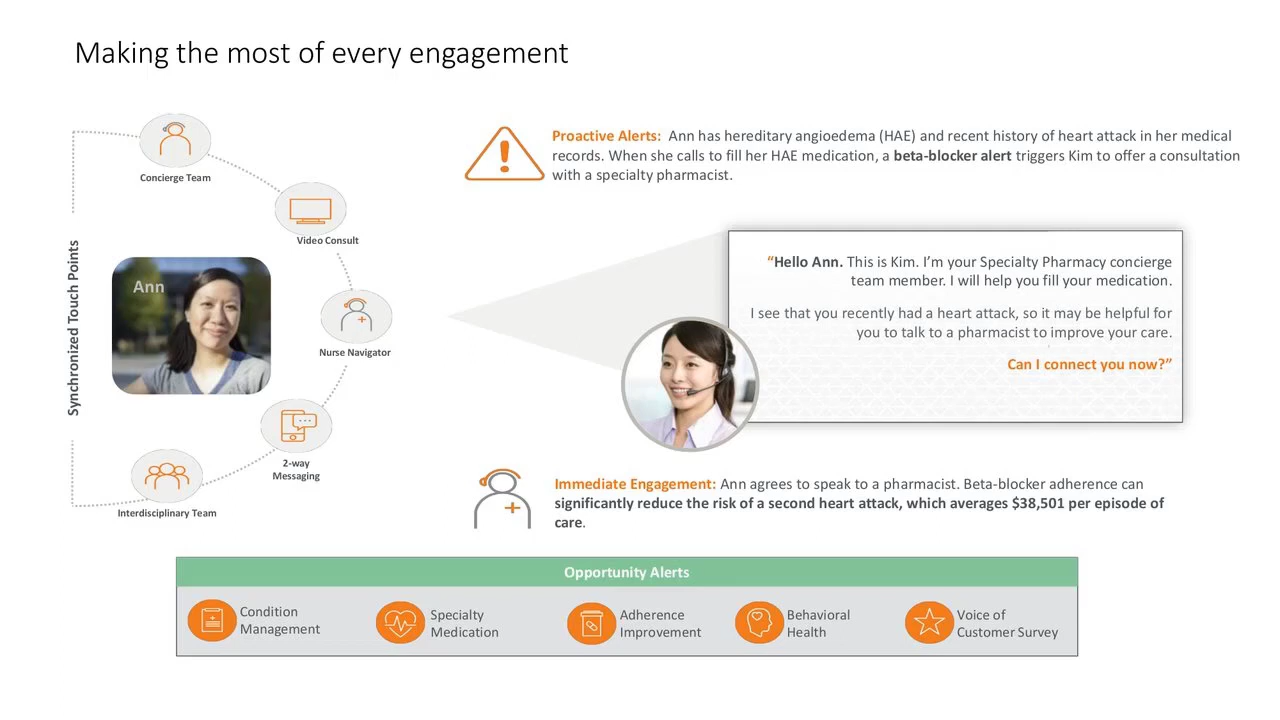 Making the most of every engagement
Synchronized Touch Points
Concierge Team
Video Consult
Ann
Nurse Navigator
2-way
Messaging
Interdisciplinary Team
Proactive Alerts: Ann has hereditary angioedema (HAE) and recent history of heart attack in her medical
records. When she calls to fill her HAE medication, a beta-blocker alert triggers Kim to offer a consultation
with a specialty pharmacist.
“Hello Ann. This is Kim. I’m your Specialty Pharmacy concierge
team member. I will help you fill your medication.
I see that you recently had a heart attack, so it may be helpful for
you to talk to a pharmacist to improve your care.
Can I connect you now?”
Immediate Engagement: Ann agrees to speak to a pharmacist. Beta-blocker adherence can
significantly reduce the risk of a second heart attack, which averages $38,501 per episode of
care.
Opportunity Alerts
Condition
Management
Specialty
Medication
Adherence
Improvement
Behavioral
Health
Voice of
Customer Survey